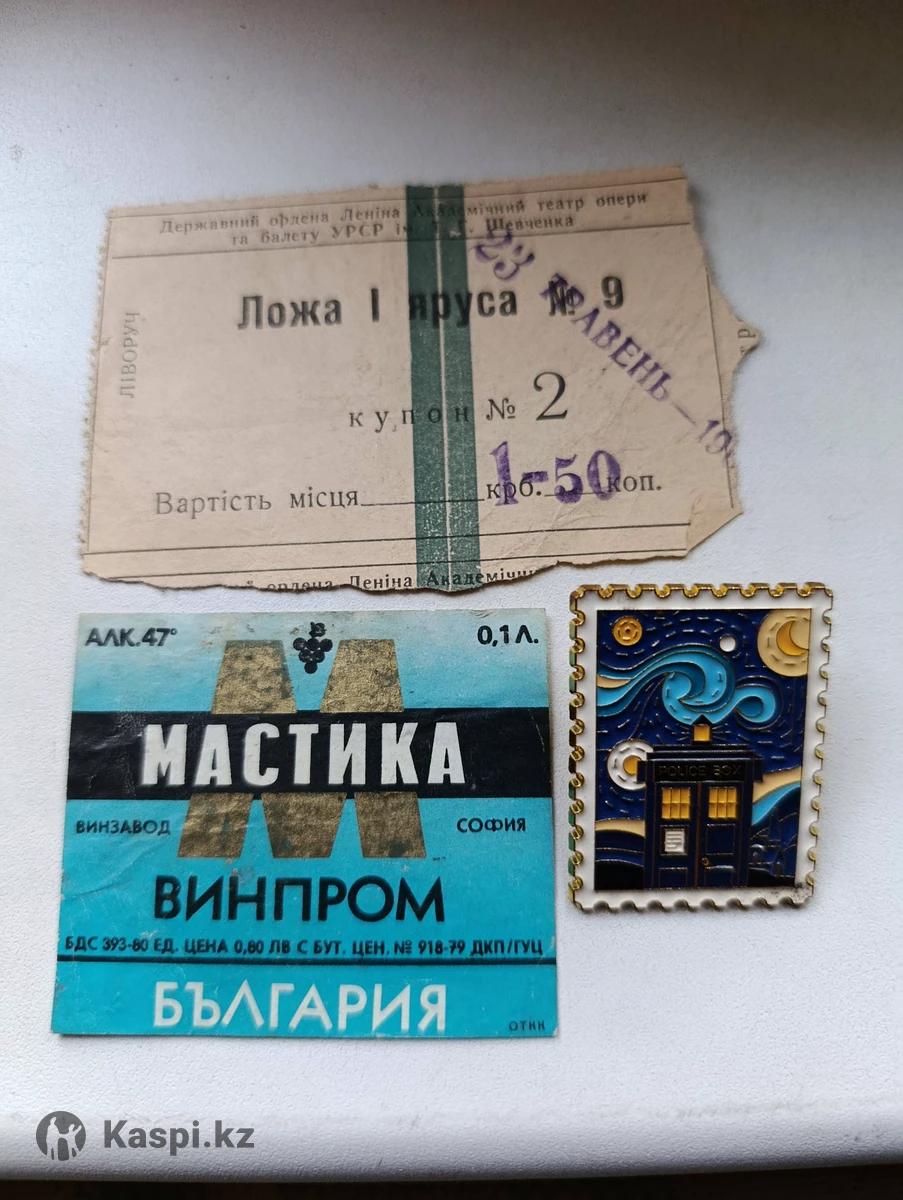 Державний ордена Леніна Академічний театр опери
та балету УРСР ім. Т. Г. Шевченка
ЛІВОРУЧ
Ложа І яруса № 9
23 ТРАВЕНЬ — 19
купон № 2
1-50
Вартість місця крб. коп.
ордена Леніна Академічн
АЛК. 47° 0,1 Л.
МАСТИКА
ВИНЗАВОД СОФИЯ
ВИНПРОМ
БДС 393-80 ЕД. ЦЕНА 0,80 ЛВ С БУТ. ЦЕН. № 918-79 ДКП/ГУЦ
БЪЛГАРИЯ
ОТКК
POLICE BOX
Kaspi.kz